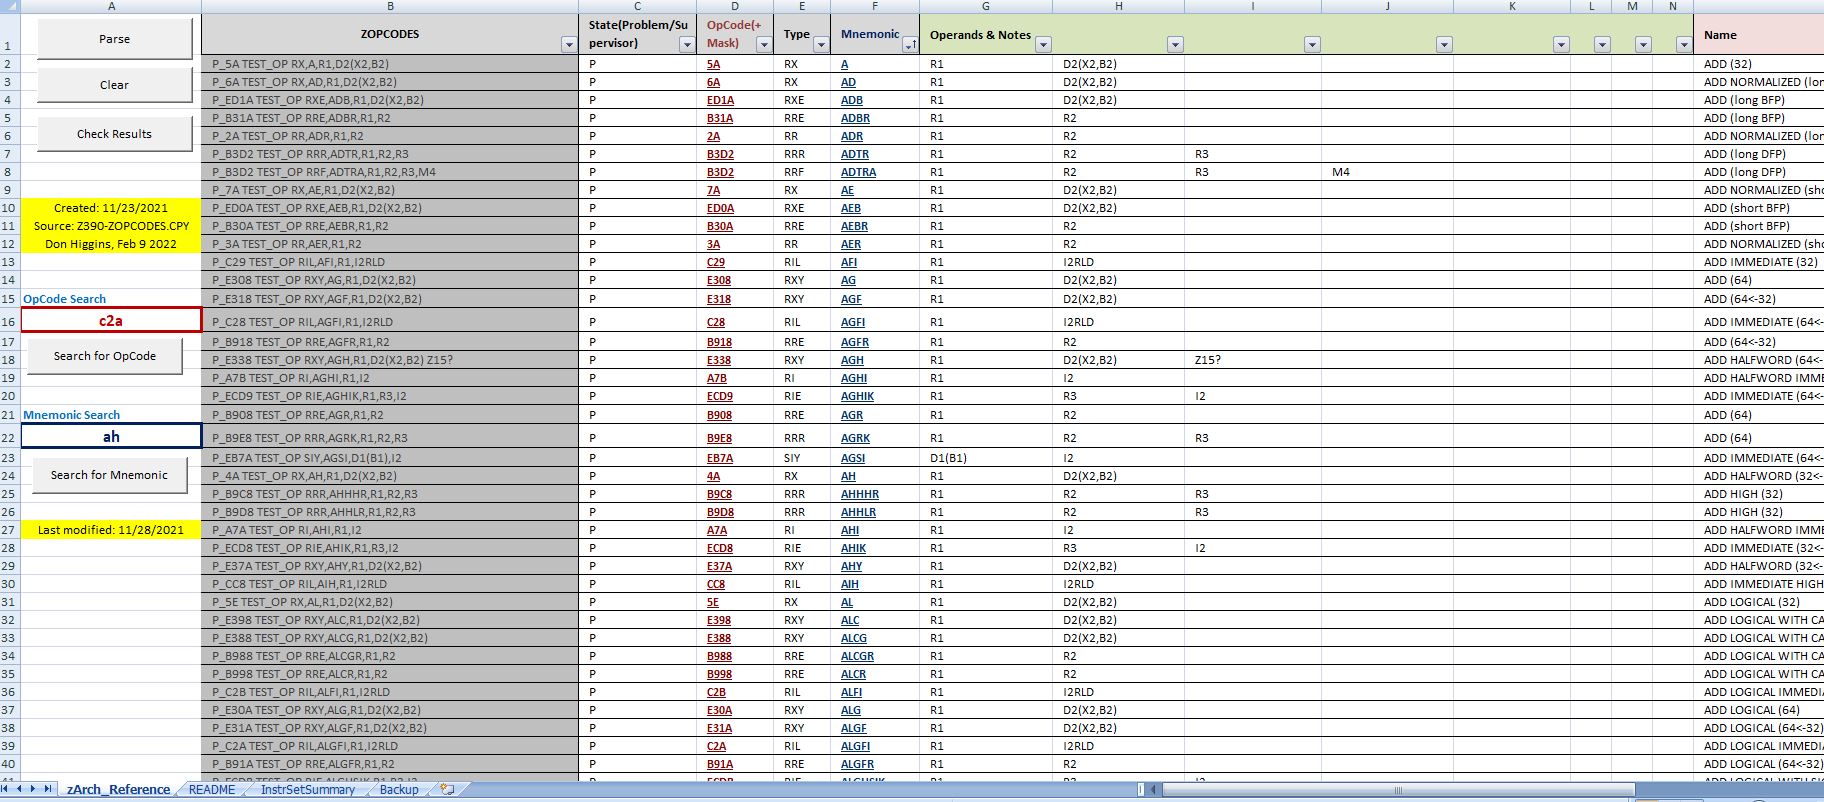 A B C D E F G H I J K L M N
1 Parse ZOPCODES State(Problem/Su pervisor) OpCode(+ Mask) Type Mnemonic Operands & Notes Name
2 P_5A TEST_OP RX,A,R1,D2(X2,B2) P 5A RX A R1 D2(X2,B2) ADD (32)
3 Clear P_6A TEST_OP RX,AD,R1,D2(X2,B2) P 6A RX AD R1 D2(X2,B2) ADD NORMALIZED (lon
4 P_ED1A TEST_OP RXE,ADB,R1,D2(X2,B2) P ED1A RXE ADB R1 D2(X2,B2) ADD (long BFP)
5 P_B31A TEST_OP RRE,ADBR,R1,R2 P B31A RRE ADBR R1 R2 ADD (long BFP)
6 Check Results P_2A TEST_OP RR,ADR,R1,R2 P 2A RR ADR R1 R2 ADD NORMALIZED (lon
7 P_B3D2 TEST_OP RRR,ADTR,R1,R2,R3 P B3D2 RRR ADTR R1 R2 R3 ADD (long DFP)
8 P_B3D2 TEST_OP RRF,ADTRA,R1,R2,R3,M4 P B3D2 RRF ADTRA R1 R2 R3 M4 ADD (long DFP)
9 P_7A TEST_OP RX,AE,R1,D2(X2,B2) P 7A RX AE R1 D2(X2,B2) ADD NORMALIZED (sho
10 Created: 11/23/2021 P_ED0A TEST_OP RXE,AEB,R1,D2(X2,B2) P ED0A RXE AEB R1 D2(X2,B2) ADD (short BFP)
11 Source: Z390-ZOPCODES.CPY P_B30A TEST_OP RRE,AEBR,R1,R2 P B30A RRE AEBR R1 R2 ADD (short BFP)
12 Don Higgins, Feb 9 2022 P_3A TEST_OP RR,AER,R1,R2 P 3A RR AER R1 R2 ADD NORMALIZED (sho
13 P_C29 TEST_OP RIL,AFI,R1,I2RLD P C29 RIL AFI R1 I2RLD ADD IMMEDIATE (32)
14 P_E308 TEST_OP RXY,AG,R1,D2(X2,B2) P E308 RXY AG R1 D2(X2,B2) ADD (64)
15 OpCode Search P_E318 TEST_OP RXY,AGF,R1,D2(X2,B2) P E318 RXY AGF R1 D2(X2,B2) ADD (64<-32)
16 c2a P_C28 TEST_OP RIL,AGFI,R1,I2RLD P C28 RIL AGFI R1 I2RLD ADD IMMEDIATE (64<-
17 P_B918 TEST_OP RRE,AGFR,R1,R2 P B918 RRE AGFR R1 R2 ADD (64<-32)
18 Search for OpCode P_E338 TEST_OP RXY,AGH,R1,D2(X2,B2) Z15? P E338 RXY AGH R1 D2(X2,B2) Z15? ADD HALFWORD (64<-
19 P_A7B TEST_OP RI,AGHI,R1,I2 P A7B RI AGHI R1 I2 ADD HALFWORD IMME
20 P_ECD9 TEST_OP RIE,AGHIK,R1,R3,I2 P ECD9 RIE AGHIK R1 R3 I2 ADD IMMEDIATE (64<-
21 Mnemonic Search P_B908 TEST_OP RRE,AGR,R1,R2 P B908 RRE AGR R1 R2 ADD (64)
22 ah P_B9E8 TEST_OP RRR,AGRK,R1,R2,R3 P B9E8 RRR AGRK R1 R2 R3 ADD (64)
23 P_EB7A TEST_OP SIY,AGSI,D1(B1),I2 P EB7A SIY AGSI D1(B1) I2 ADD IMMEDIATE (64<-
24 Search for Mnemonic P_4A TEST_OP RX,AH,R1,D2(X2,B2) P 4A RX AH R1 D2(X2,B2) ADD HALFWORD (32<-
25 P_B9C8 TEST_OP RRR,AHHHR,R1,R2,R3 P B9C8 RRR AHHHR R1 R2 R3 ADD HIGH (32)
26 P_B9D8 TEST_OP RRR,AHHLR,R1,R2,R3 P B9D8 RRR AHHLR R1 R2 R3 ADD HIGH (32)
27 Last modified: 11/28/2021 P_A7A TEST_OP RI,AHI,R1,I2 P A7A RI AHI R1 I2 ADD HALFWORD IMME
28 P_ECD8 TEST_OP RIE,AHIK,R1,R3,I2 P ECD8 RIE AHIK R1 R3 I2 ADD IMMEDIATE (32<-
29 P_E37A TEST_OP RXY,AHY,R1,D2(X2,B2) P E37A RXY AHY R1 D2(X2,B2) ADD HALFWORD (32<-
30 P_CC8 TEST_OP RIL,AIH,R1,I2RLD P CC8 RIL AIH R1 I2RLD ADD IMMEDIATE HIGH
31 P_5E TEST_OP RX,AL,R1,D2(X2,B2) P 5E RX AL R1 D2(X2,B2) ADD LOGICAL (32)
32 P_E398 TEST_OP RXY,ALC,R1,D2(X2,B2) P E398 RXY ALC R1 D2(X2,B2) ADD LOGICAL WITH CA
33 P_E388 TEST_OP RXY,ALCG,R1,D2(X2,B2) P E388 RXY ALCG R1 D2(X2,B2) ADD LOGICAL WITH CA
34 P_B988 TEST_OP RRE,ALCGR,R1,R2 P B988 RRE ALCGR R1 R2 ADD LOGICAL WITH CA
35 P_B998 TEST_OP RRE,ALCR,R1,R2 P B998 RRE ALCR R1 R2 ADD LOGICAL WITH CA
36 P_C2B TEST_OP RIL,ALFI,R1,I2RLD P C2B RIL ALFI R1 I2RLD ADD LOGICAL IMMEDIA
37 P_E30A TEST_OP RXY,ALG,R1,D2(X2,B2) P E30A RXY ALG R1 D2(X2,B2) ADD LOGICAL (64)
38 P_E31A TEST_OP RXY,ALGF,R1,D2(X2,B2) P E31A RXY ALGF R1 D2(X2,B2) ADD LOGICAL (64<-32)
39 P_C2A TEST_OP RIL,ALGFI,R1,I2RLD P C2A RIL ALGFI R1 I2RLD ADD LOGICAL IMMEDIA
40 P_B91A TEST_OP RRE,ALGFR,R1,R2 P B91A RRE ALGFR R1 R2 ADD LOGICAL (64<-32)
zArch_Reference README InstrSetSummary Backup